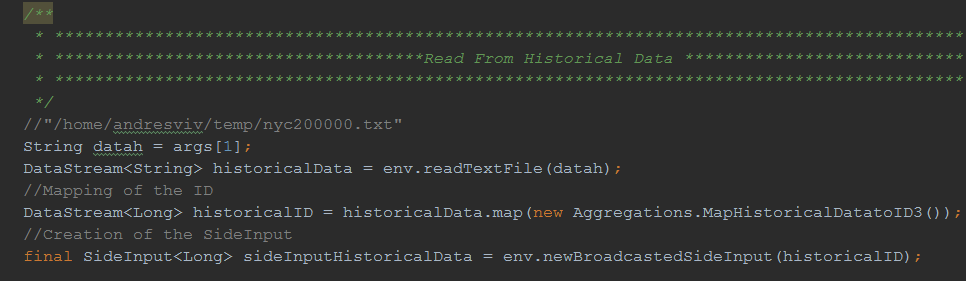 /**
* *******************************************************************************************
* *************************************Read From Historical Data ****************************
* *******************************************************************************************
*/
//"/home/andresviv/temp/nyc200000.txt"
String datah = args[1];
DataStream<String> historicalData = env.readTextFile(datah);
//Mapping of the ID
DataStream<Long> historicalID = historicalData.map(new Aggregations.MapHistoricalDatatoID3());
//Creation of the SideInput
final SideInput<Long> sideInputHistoricalData = env.newBroadcastedSideInput(historicalID);